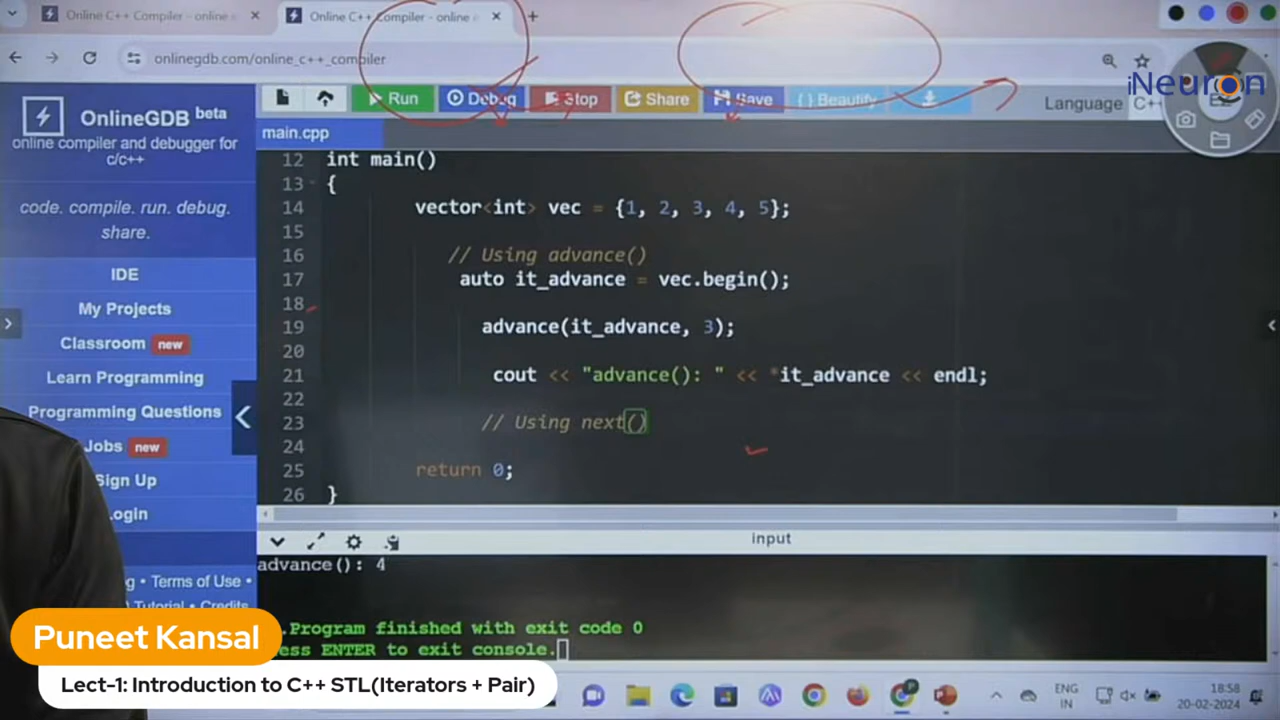 Online C++ Compiler - online e
Online C++ Compiler - online e
onlinegdb.com/online_c++_compiler
iNeuron
Run
Debug
Stop
Share
Save
{ } Beautify
Language
C++
OnlineGDB beta
online compiler and debugger for
c/c++
code. compile. run. debug.
share.
IDE
My Projects
Classroom new
Learn Programming
Programming Questions
Jobs new
Sign Up
Login
• Terms of Use •
Tutorial • Credits
main.cpp
12 int main()
13 {
14 vector<int> vec = {1, 2, 3, 4, 5};
15
16 // Using advance()
17 auto it_advance = vec.begin();
18
19 advance(it_advance, 3);
20
21 cout << "advance(): " << *it_advance << endl;
22
23 // Using next()
24
25 return 0;
26 }
input
advance(): 4
.Program finished with exit code 0
ess ENTER to exit console.
Puneet Kansal
Lect-1: Introduction to C++ STL(Iterators + Pair)
ENG
IN
18:58
20-02-2024